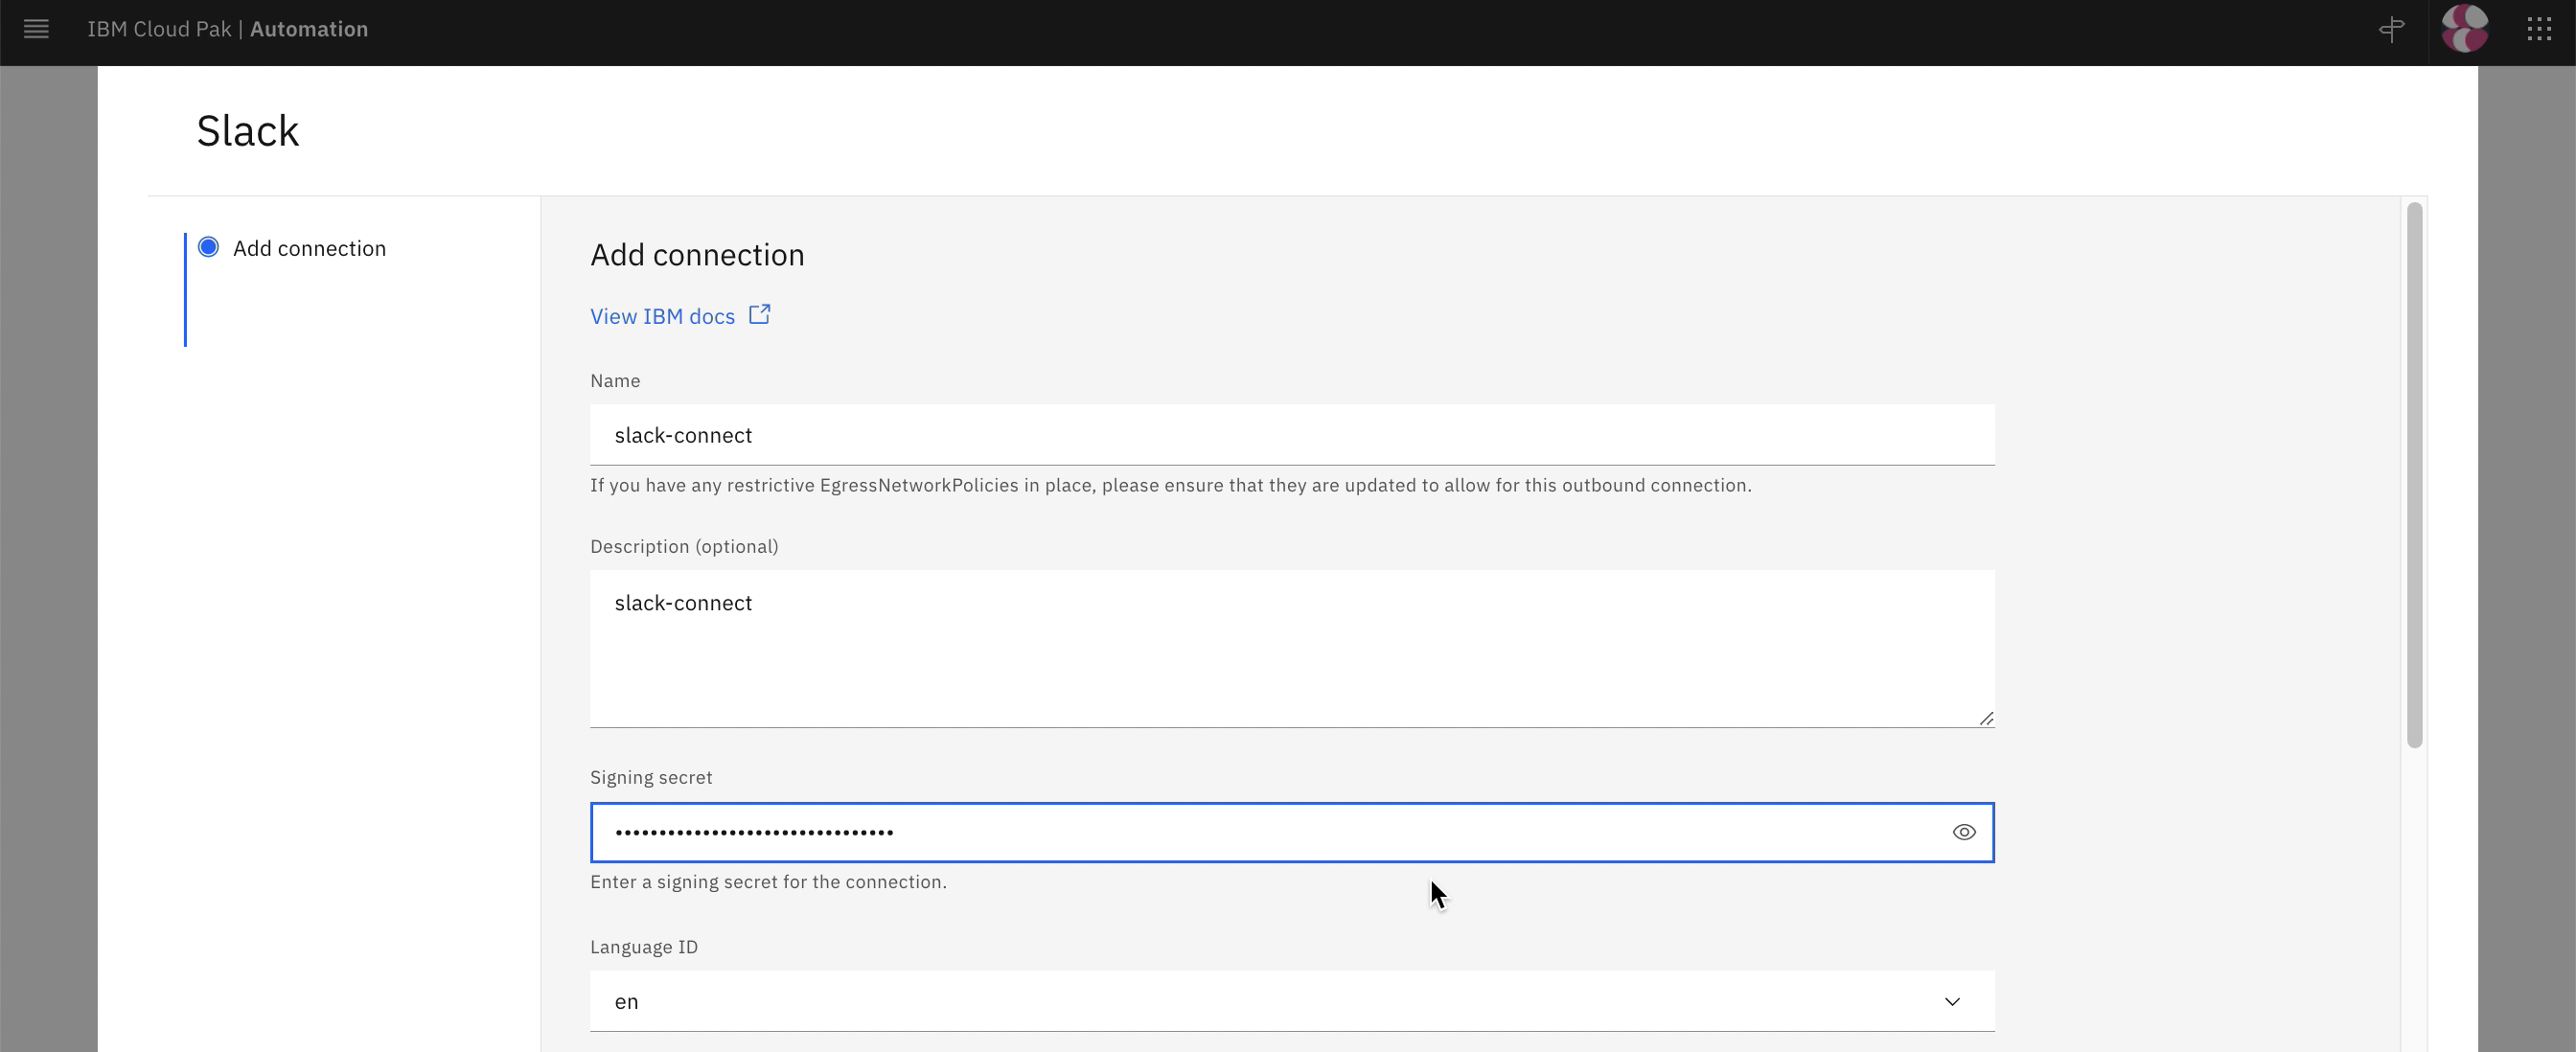 IBM Cloud Pak | Automation
Slack
Add connection
Add connection
View IBM docs
Name
slack-connect
If you have any restrictive EgressNetworkPolicies in place, please ensure that they are updated to allow for this outbound connection.
Description (optional)
slack-connect
Signing secret
••••••••••••••••••••••••••••••••
Enter a signing secret for the connection.
Language ID
en